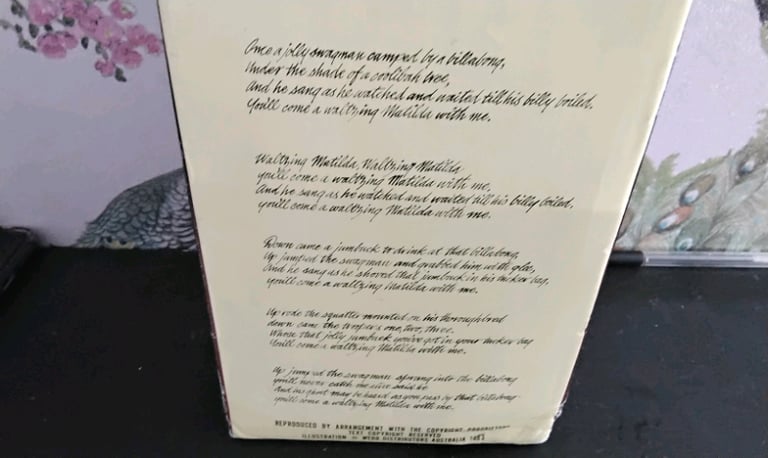 Once a jolly swagman camped by a billabong,
Under the shade of a coolibah tree,
And he sang as he watched and waited till his billy boiled.
You'll come a waltzing Matilda with me.
Waltzing Matilda, Waltzing Matilda
you'll come a waltzing Matilda with me,
And he sang as he watched and waited till his billy boiled,
you'll come a waltzing Matilda with me.
Down came a jumbuck to drink at that billabong,
Up jumped the swagman and grabbed him with glee,
And he sang as he shoved that jumbuck in his tucker bag,
you'll come a waltzing Matilda with me.
Up rode the squatter mounted on his thoroughbred
down came the troopers one, two, three.
Whose that jolly jumbuck you've got in your tucker bag
You'll come a waltzing Matilda with me.
Up jumped the swagman sprang into the billabong
you'll never catch me alive said he
And his ghost may be heard as you pass by that billabong
you'll come a waltzing Matilda with me.
REPRODUCED BY ARRANGEMENT WITH THE COPYRIGHT
TEXT COPYRIGHT RESERVED
ILLUSTRATION DISTRIBUTORS AUSTRALIA